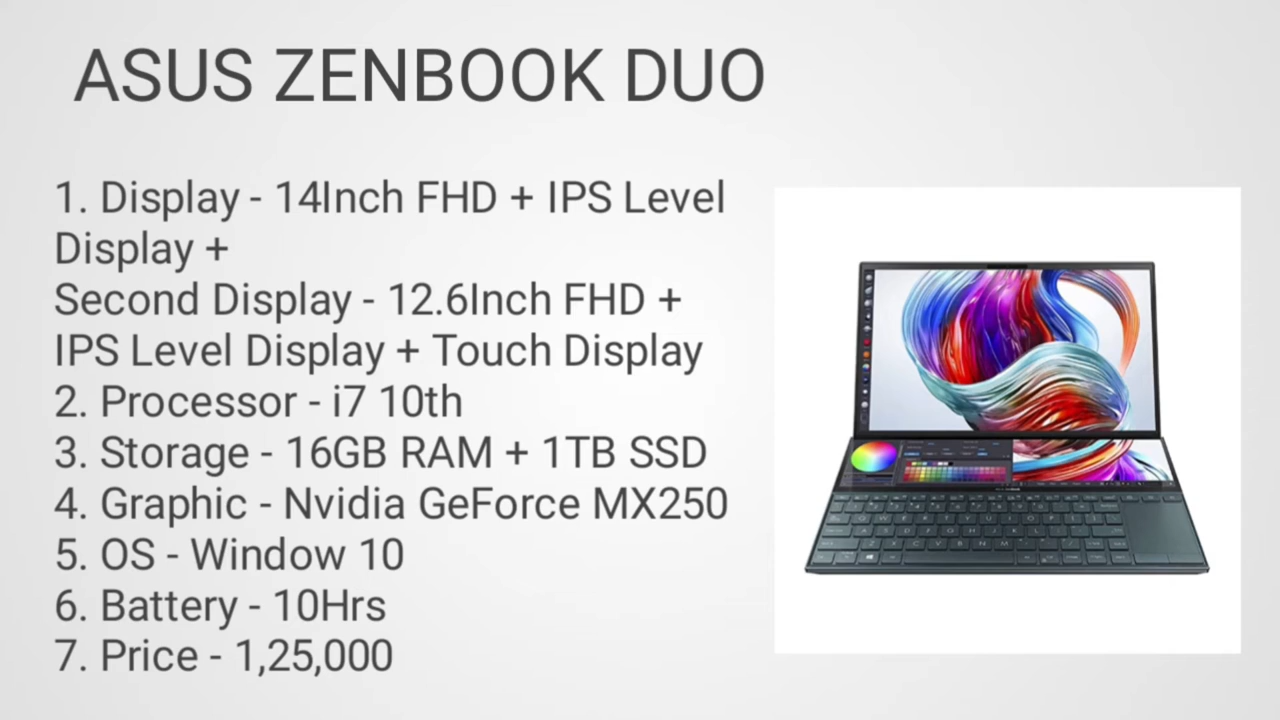 ASUS ZENBOOK DUO
1. Display - 14Inch FHD + IPS Level
Display +
Second Display - 12.6Inch FHD +
IPS Level Display + Touch Display
2. Processor - i7 10th
3. Storage - 16GB RAM + 1TB SSD
4. Graphic - Nvidia GeForce MX250
5. OS - Window 10
6. Battery - 10Hrs
7. Price - 1,25,000